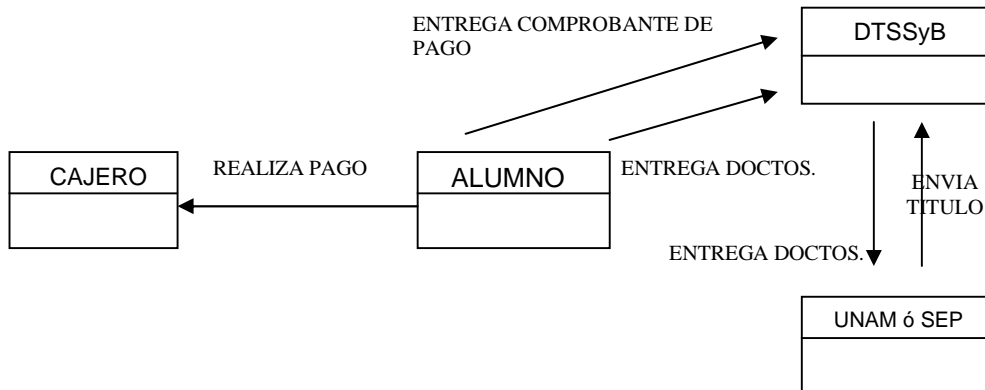 ENTREGA COMPROBANTE DE
PAGO
DTSSyB
CAJERO
REALIZA PAGO
ALUMNO
ENTREGA DOCTOS.
ENVIA
TITULO
ENTREGA DOCTOS.
UNAM ó SEP